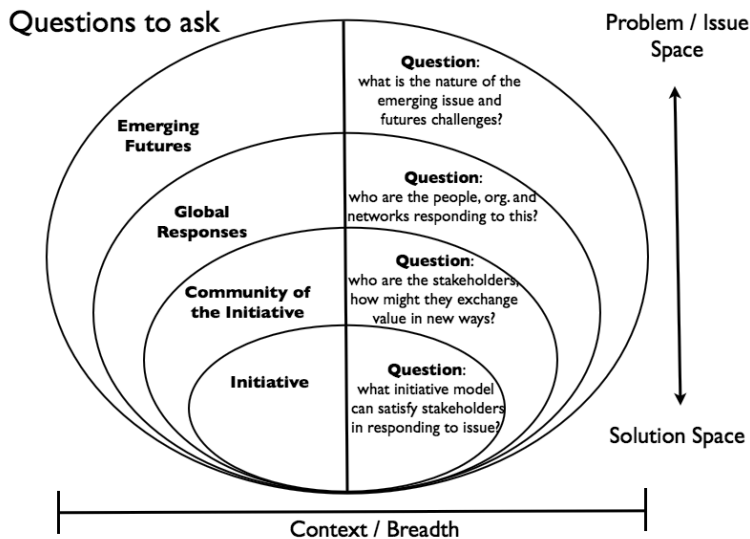 Questions to ask
Problem / Issue
Space
Question:
what is the nature of the
emerging issue and
futures challenges?
Emerging
Futures
Question:
who are the people, org. and
networks responding to this?
Global
Responses
Question:
who are the stakeholders,
how might they exchange
value in new ways?
Community of
the Initiative
Question:
what initiative model
can satisfy stakeholders
in responding to issue?
Initiative
Solution Space
Context / Breadth